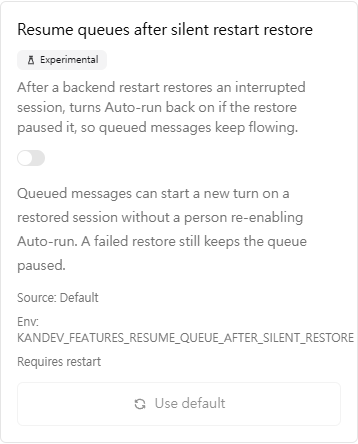 Resume queues after silent restart restore
Experimental
After a backend restart restores an interrupted
session, turns Auto-run back on if the restore
paused it, so queued messages keep flowing.
Queued messages can start a new turn on a
restored session without a person re-enabling
Auto-run. A failed restore still keeps the queue
paused.
Source: Default
Env:
KANDEV_FEATURES_RESUME_QUEUE_AFTER_SILENT_RESTORE
Requires restart
Use default